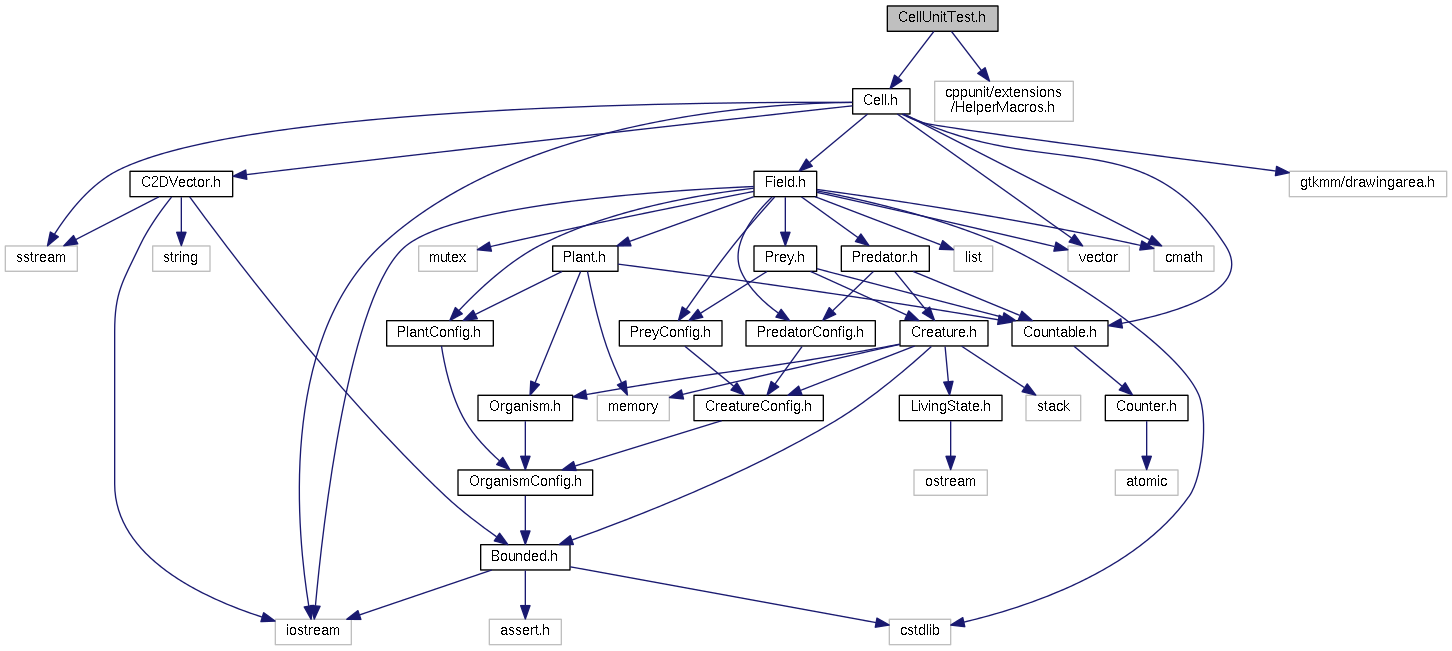 CellUnitTest.h
Cell.h
cppunit/extensions
/HelperMacros.h
C2DVector.h
Field.h
gtkmm/drawingarea.h
sstream
string
mutex
Plant.h
Prey.h
Predator.h
list
vector
cmath
PlantConfig.h
PreyConfig.h
PredatorConfig.h
Creature.h
Countable.h
Organism.h
memory
CreatureConfig.h
LivingState.h
stack
Counter.h
OrganismConfig.h
ostream
atomic
Bounded.h
iostream
assert.h
cstdlib